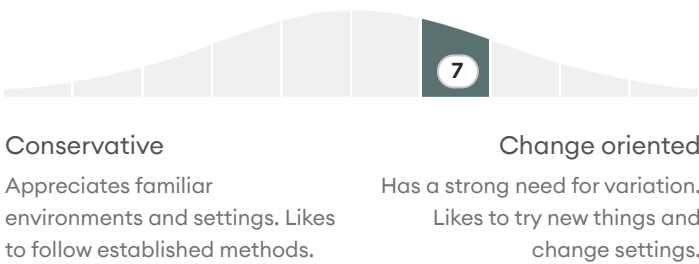 7
Conservative
Appreciates familiar
environments and settings. Likes
to follow established methods.
Change oriented
Has a strong need for variation.
Likes to try new things and
change settings.